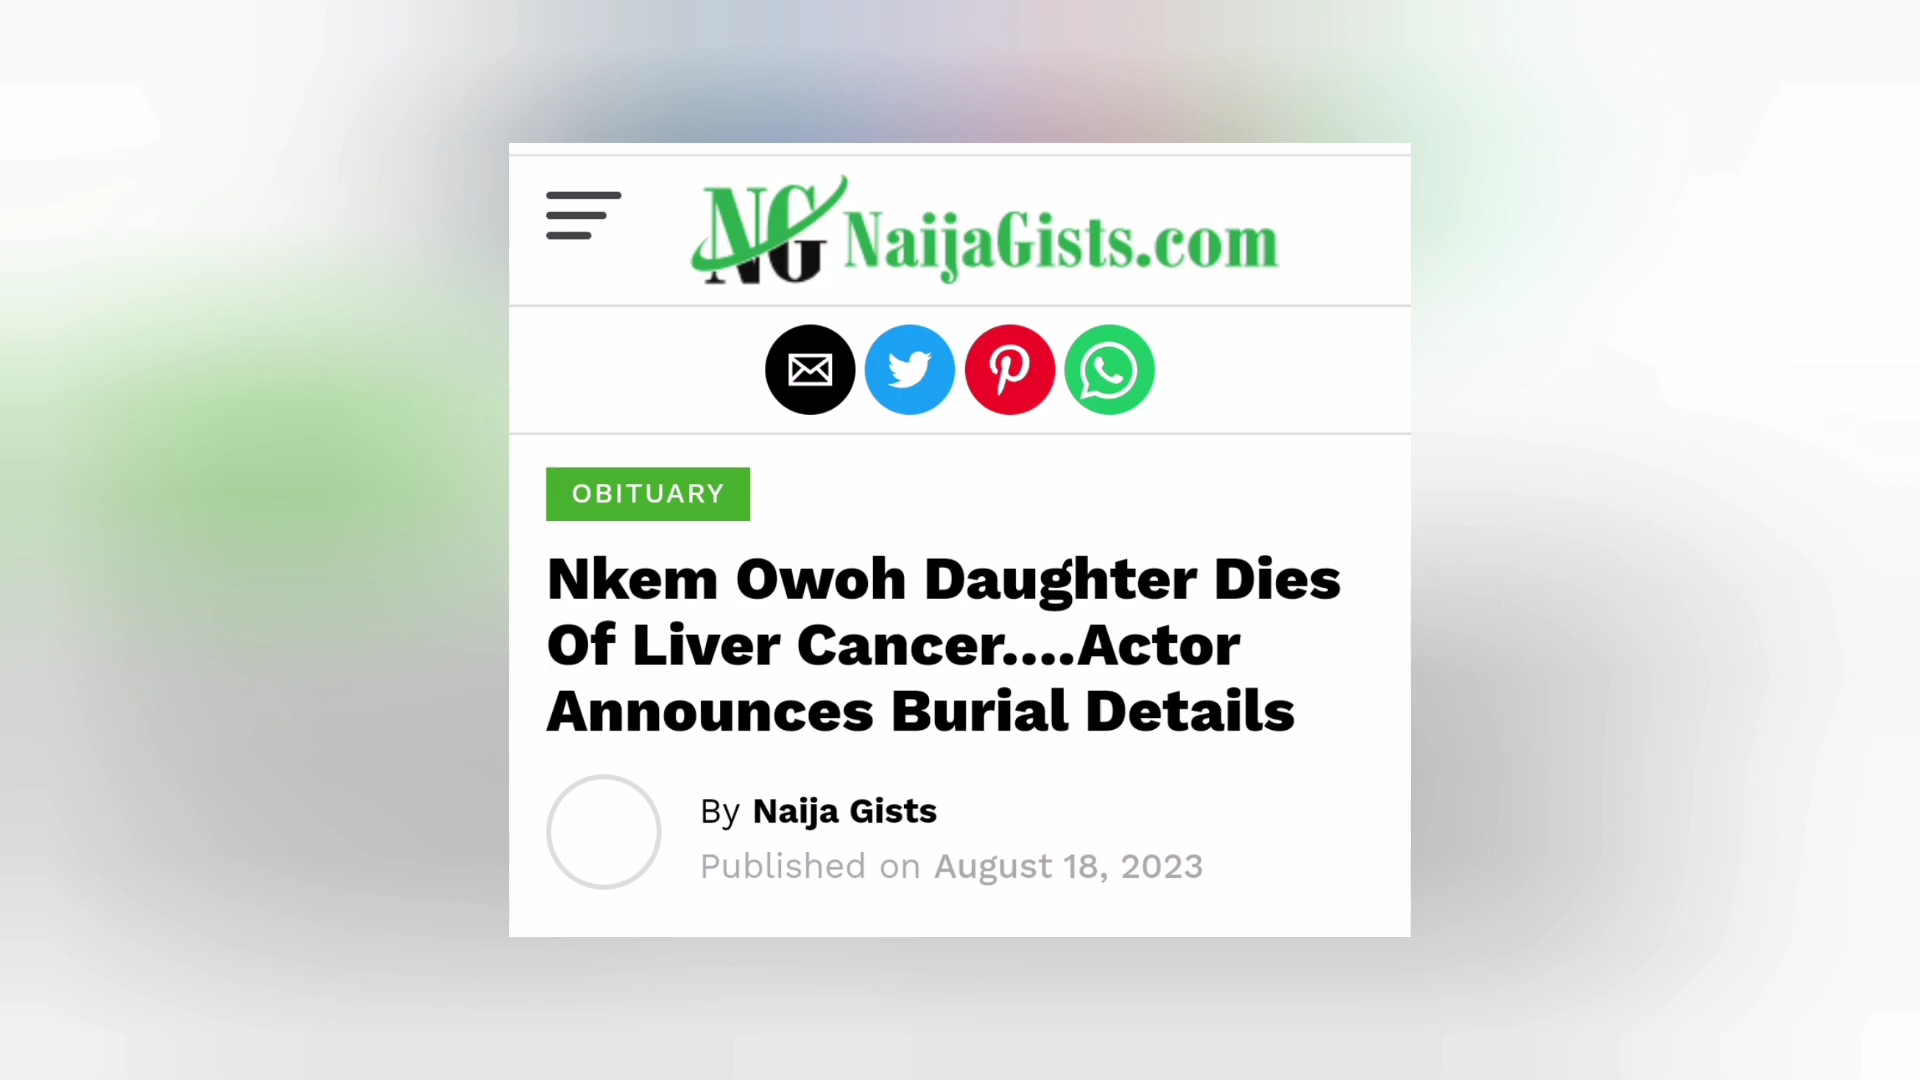 NG NaijaGists.com
OBITUARY
Nkem Owoh Daughter Dies
Of Liver Cancer....Actor
Announces Burial Details
By Naija Gists
Published on August 18, 2023